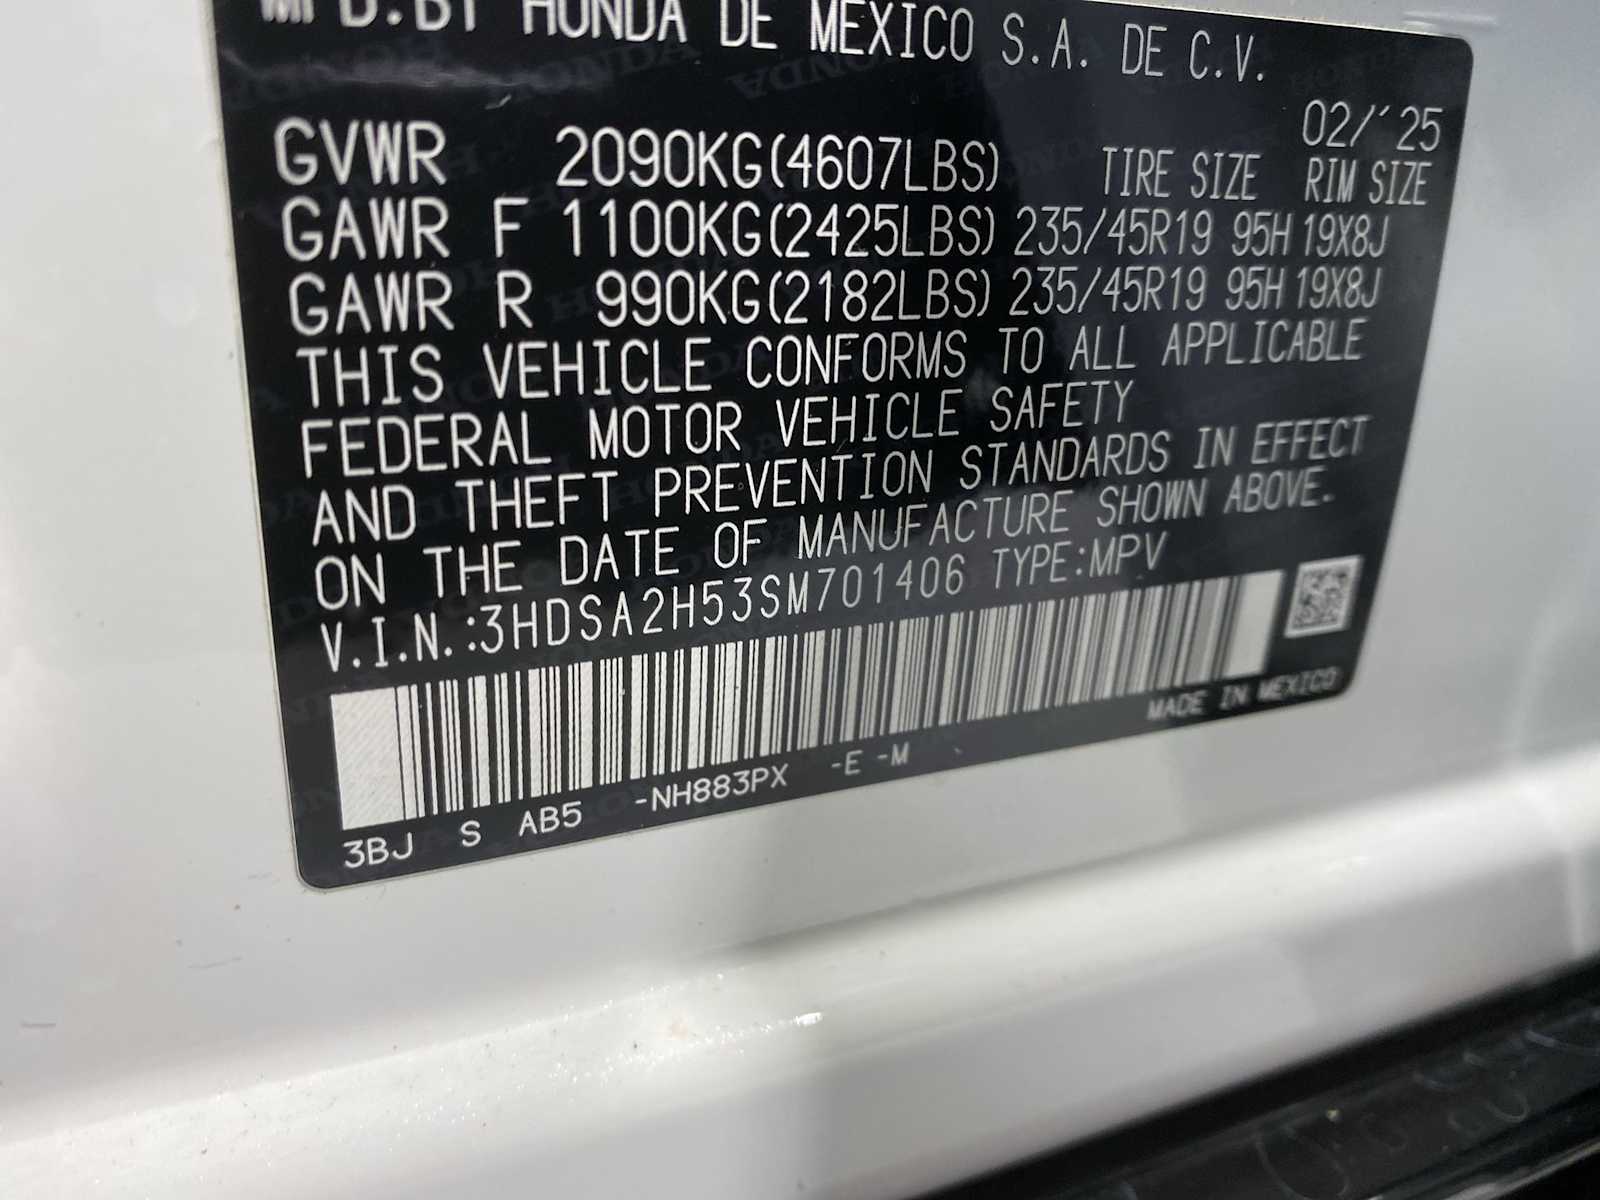 MFD.BY HONDA DE MEXICO S.A. DE C.V.
02/'25
GVWR 2090KG(4607LBS) TIRE SIZE RIM SIZE
GAWR F 1100KG(2425LBS) 235/45R19 95H 19X8J
GAWR R 990KG(2182LBS) 235/45R19 95H 19X8J
THIS VEHICLE CONFORMS TO ALL APPLICABLE
FEDERAL MOTOR VEHICLE SAFETY
AND THEFT PREVENTION STANDARDS IN EFFECT
ON THE DATE OF MANUFACTURE SHOWN ABOVE.
V.I.N.:3HDSA2H53SM701406 TYPE:MPV
MADE IN MEXICO
3BJ S AB5 -NH883PX -E -M